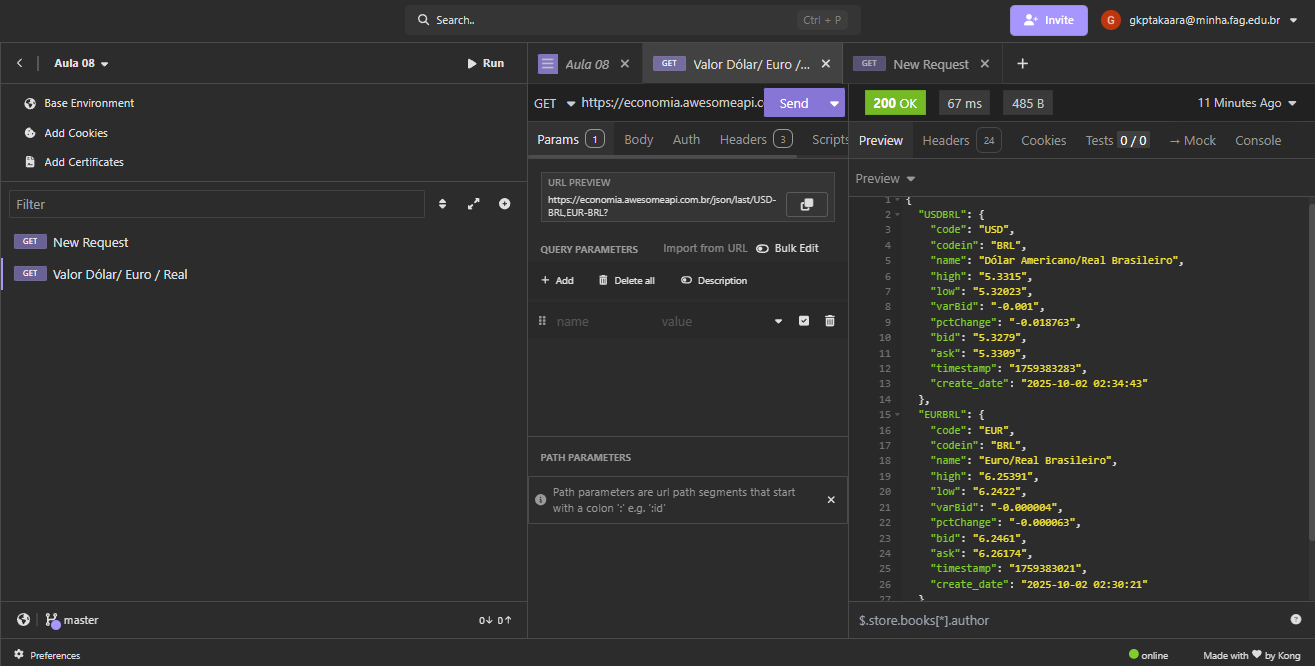 Search..
Ctrl + P
Invite
G
gkptakaara@minha.fag.edu.br
Aula 08
Run
Base Environment
Add Cookies
Add Certificates
Filter
GET New Request
GET Valor Dólar/ Euro / Real
master
0 0
Preferences
Aula 08
GET Valor Dólar/ Euro /...
GET New Request
GET https://economia.awesomeapi.c
Send
Params 1 Body Auth Headers 3 Scripts
URL PREVIEW
https://economia.awesomeapi.com.br/json/last/USD-
BRL,EUR-BRL?
QUERY PARAMETERS Import from URL Bulk Edit
Add Delete all Description
name value
PATH PARAMETERS
Path parameters are url path segments that start
with a colon ':' e.g. ':id'
200 OK 67 ms 485 B 11 Minutes Ago
Preview Headers 24 Cookies Tests 0 / 0 → Mock Console
Preview
1 {
2 "USDBRL": {
3 "code": "USD",
4 "codein": "BRL",
5 "name": "Dólar Americano/Real Brasileiro",
6 "high": "5.3315",
7 "low": "5.32023",
8 "varBid": "-0.001",
9 "pctChange": "-0.018763",
10 "bid": "5.3279",
11 "ask": "5.3309",
12 "timestamp": "1759383283",
13 "create_date": "2025-10-02 02:34:43"
14 },
15 "EURBRL": {
16 "code": "EUR",
17 "codein": "BRL",
18 "name": "Euro/Real Brasileiro",
19 "high": "6.25391",
20 "low": "6.2422",
21 "varBid": "-0.000004",
22 "pctChange": "-0.000063",
23 "bid": "6.2461",
24 "ask": "6.26174",
25 "timestamp": "1759383021",
26 "create_date": "2025-10-02 02:30:21"
27 }
$.store.books[*].author
online
Made with ❤ by Kong